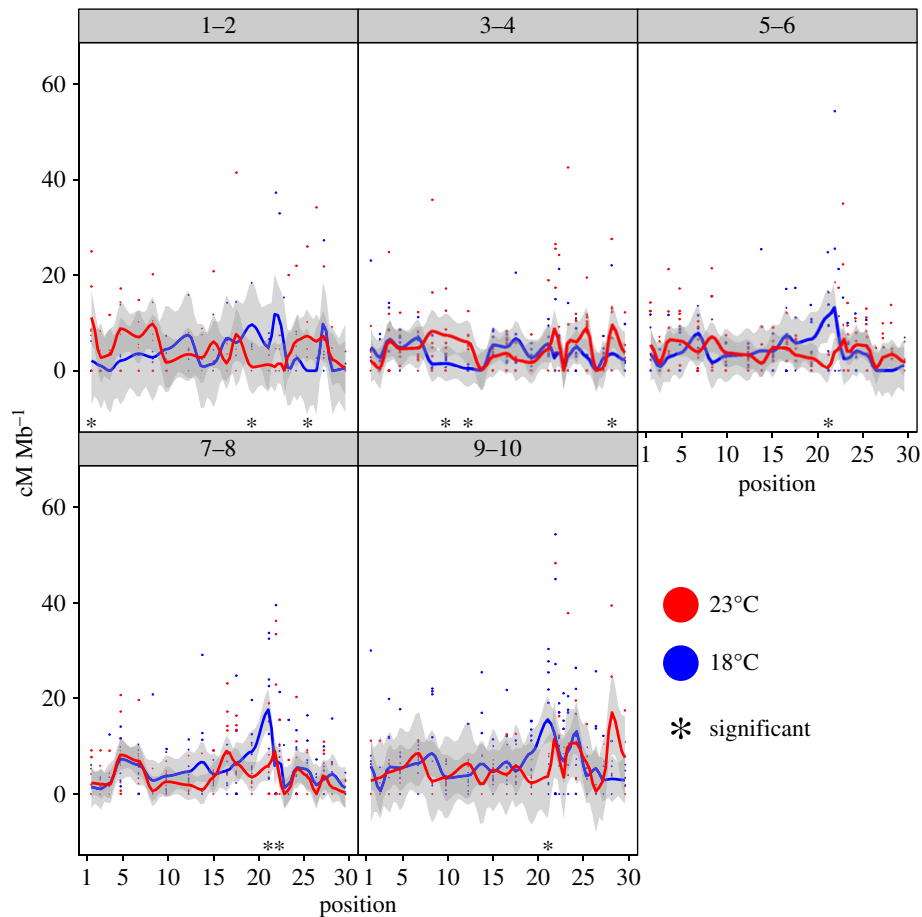 1–2 3–4 5–6
60
40
20
0
* * * * * * *
7–8 9–10
1 5 10 15 20 25 30
position
cM Mb⁻¹
60
40
20
0
23°C
18°C
* significant
** *
1 5 10 15 20 25 30 1 5 10 15 20 25 30
position